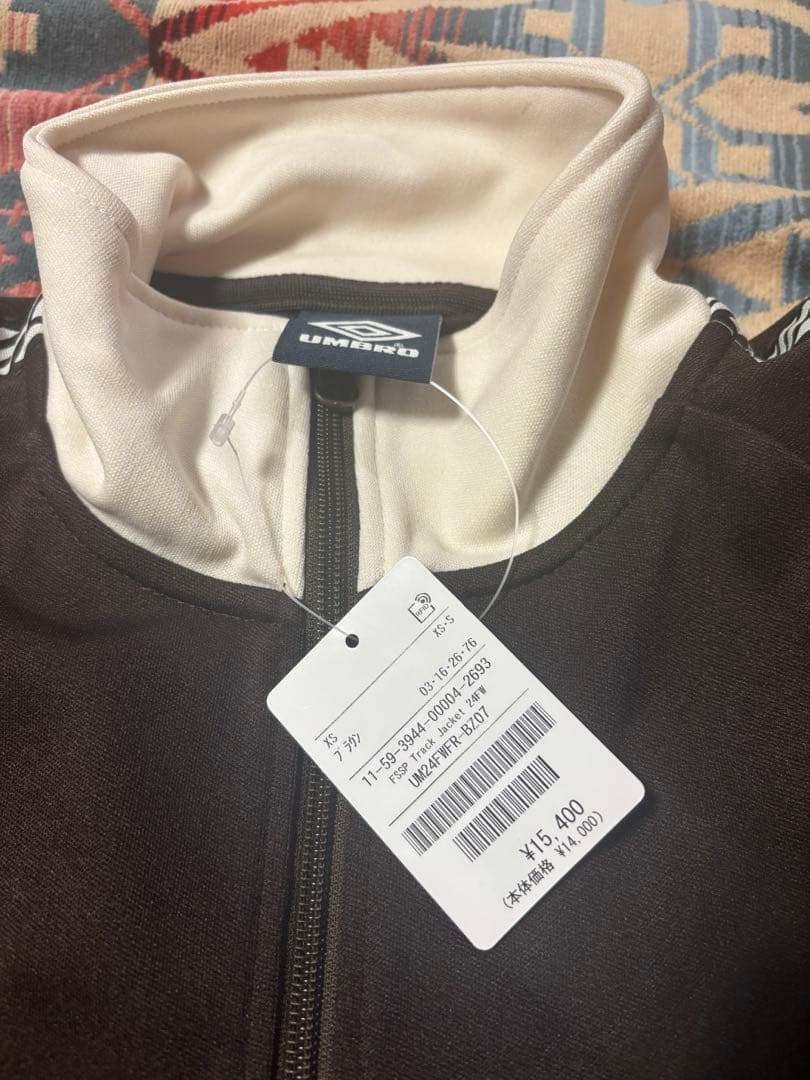 UMBRO®
RFID
XS-S
XS 03-16-26-76
ブラウン
11-59-3944-00004-2693
FSSP Track Jacket 24FW
UM24FWFR-BZ07
¥15,400
(本体価格 ¥14,000)